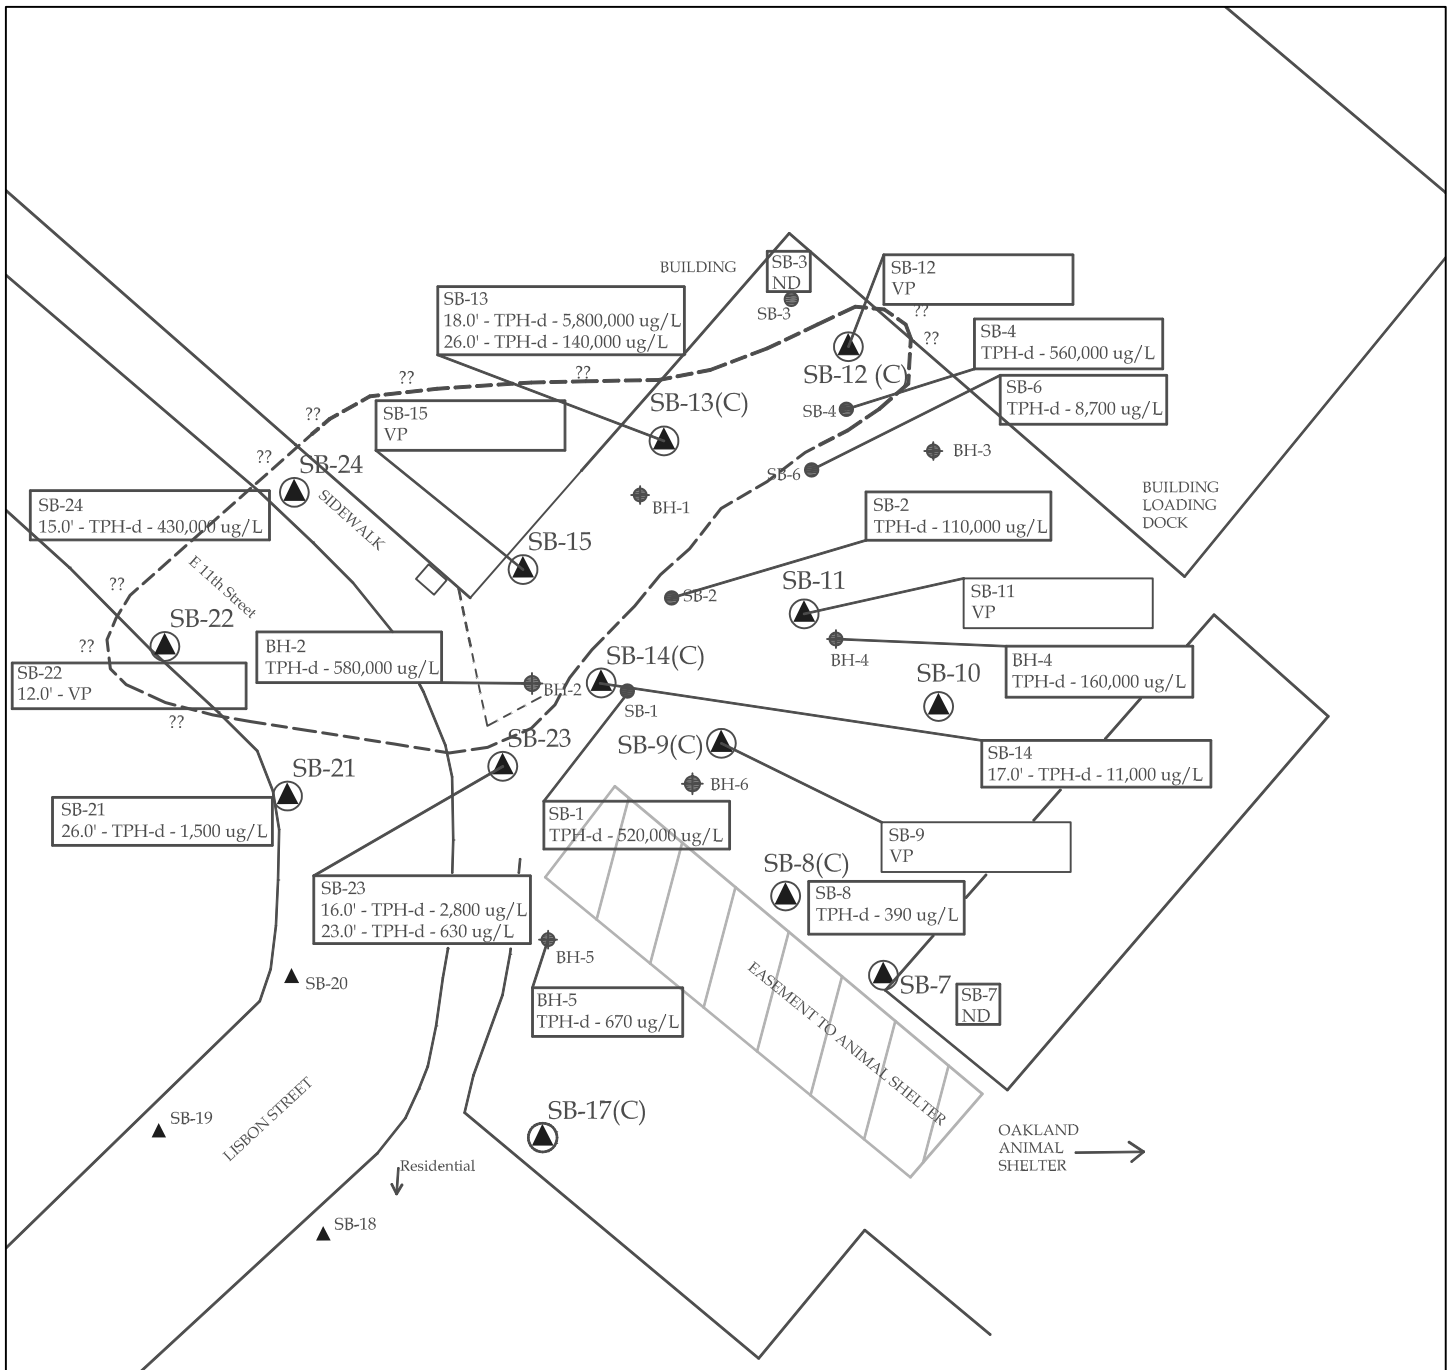 BUILDING
SB-3
ND
SB-3
SB-12
VP
??
??
SB-13
18.0' - TPH-d - 5,800,000 ug/L
26.0' - TPH-d - 140,000 ug/L
SB-4
TPH-d - 560,000 ug/L
SB-12 (C)
??
??
SB-6
TPH-d - 8,700 ug/L
SB-13(C)
SB-4
SB-15
VP
??
??
SB-24
SB-6
BH-3
SB-24
15.0' - TPH-d - 430,000 ug/L
SIDEWALK
BH-1
SB-2
TPH-d - 110,000 ug/L
BUILDING
LOADING
DOCK
SB-15
E 11th Street
??
SB-22
SB-2
SB-11
SB-11
VP
??
BH-2
TPH-d - 580,000 ug/L
SB-14(C)
BH-4
BH-4
TPH-d - 160,000 ug/L
SB-22
12.0' - VP
BH-2
SB-10
SB-1
??
SB-23
SB-9(C)
SB-14
17.0' - TPH-d - 11,000 ug/L
SB-21
BH-6
SB-21
26.0' - TPH-d - 1,500 ug/L
SB-1
TPH-d - 520,000 ug/L
SB-9
VP
SB-8(C)
SB-23
16.0' - TPH-d - 2,800 ug/L
23.0' - TPH-d - 630 ug/L
SB-8
TPH-d - 390 ug/L
BH-5
SB-20
SB-7
SB-7
ND
BH-5
TPH-d - 670 ug/L
EASEMENT TO ANIMAL SHELTER
SB-19
LISBON STREET
SB-17(C)
OAKLAND
ANIMAL
SHELTER
Residential
SB-18